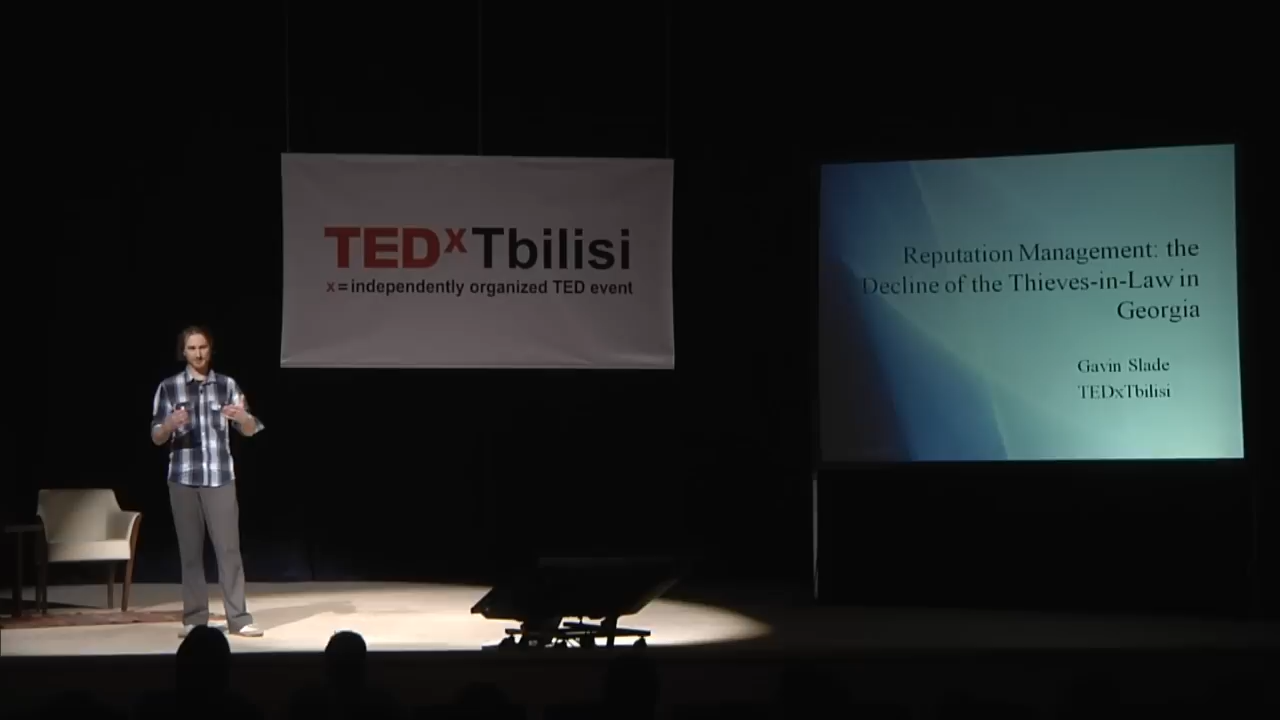 TEDxTbilisi
x = independently organized TED event
Reputation Management: the
Decline of the Thieves-in-Law in
Georgia
Gavin Slade
TEDxTbilisi